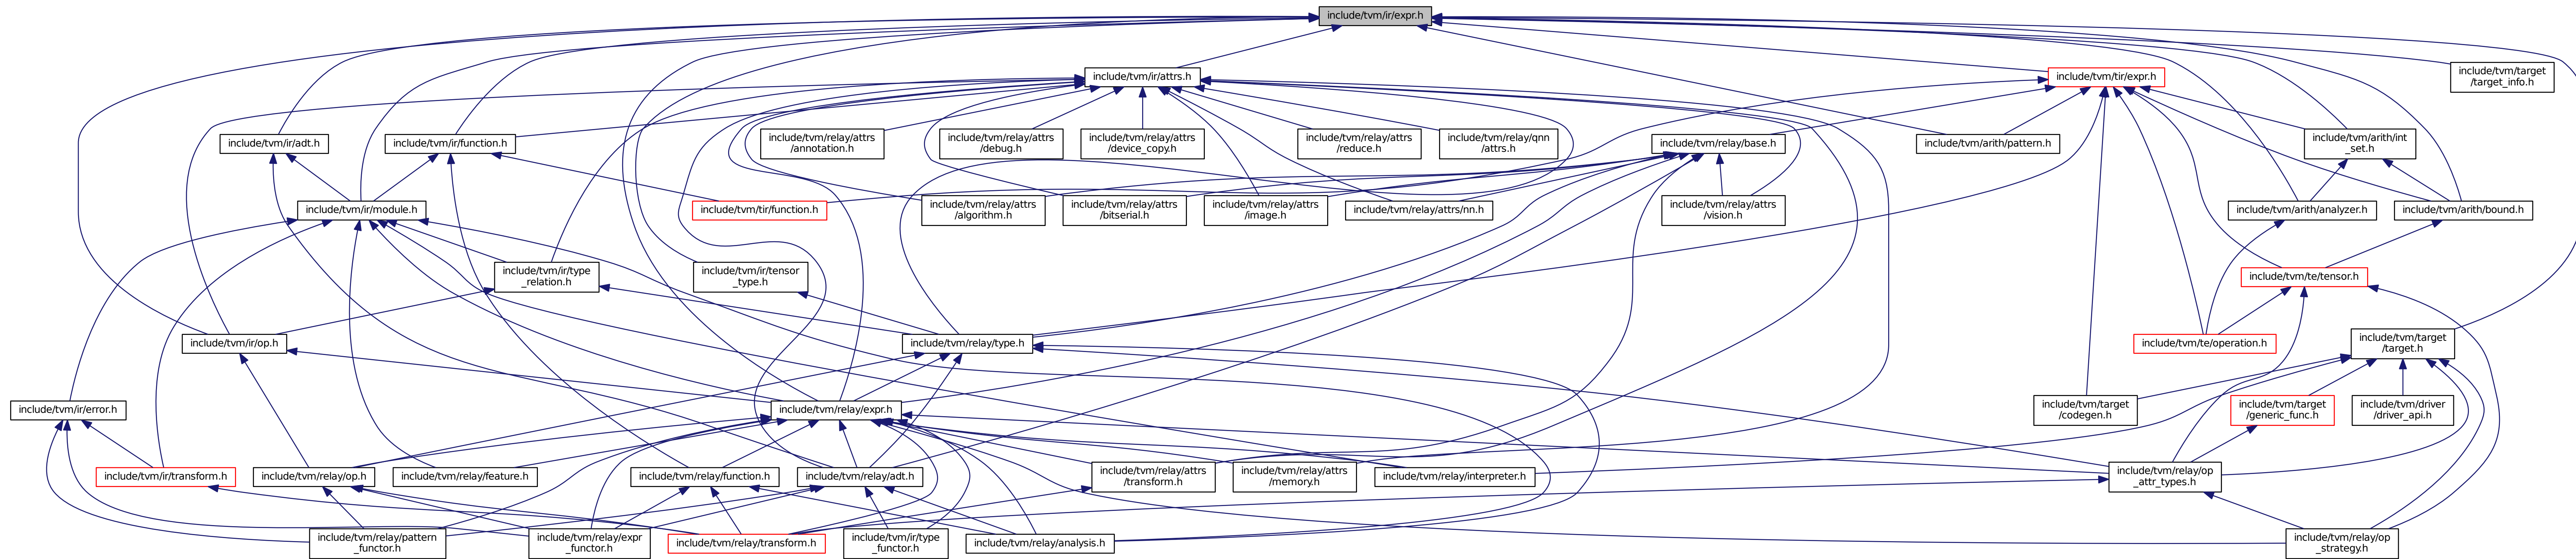 include/tvm/ir/expr.h
include/tvm/ir/attrs.h
include/tvm/tir/expr.h
include/tvm/target
/target_info.h
include/tvm/ir/adt.h
include/tvm/ir/function.h
include/tvm/relay/attrs
/annotation.h
include/tvm/relay/attrs
/debug.h
include/tvm/relay/attrs
/device_copy.h
include/tvm/relay/attrs
/reduce.h
include/tvm/relay/qnn
/attrs.h
include/tvm/relay/base.h
include/tvm/arith/pattern.h
include/tvm/arith/int
_set.h
include/tvm/ir/module.h
include/tvm/tir/function.h
include/tvm/relay/attrs
/algorithm.h
include/tvm/relay/attrs
/bitserial.h
include/tvm/relay/attrs
/image.h
include/tvm/relay/attrs/nn.h
include/tvm/relay/attrs
/vision.h
include/tvm/arith/analyzer.h
include/tvm/arith/bound.h
include/tvm/ir/type
_relation.h
include/tvm/ir/tensor
_type.h
include/tvm/te/tensor.h
include/tvm/ir/op.h
include/tvm/relay/type.h
include/tvm/te/operation.h
include/tvm/target
/target.h
include/tvm/ir/error.h
include/tvm/relay/expr.h
include/tvm/target
/codegen.h
include/tvm/target
/generic_func.h
include/tvm/driver
/driver_api.h
include/tvm/ir/transform.h
include/tvm/relay/op.h
include/tvm/relay/feature.h
include/tvm/relay/function.h
include/tvm/relay/adt.h
include/tvm/relay/attrs
/transform.h
include/tvm/relay/attrs
/memory.h
include/tvm/relay/interpreter.h
include/tvm/relay/op
_attr_types.h
include/tvm/relay/pattern
_functor.h
include/tvm/relay/expr
_functor.h
include/tvm/relay/transform.h
include/tvm/ir/type
_functor.h
include/tvm/relay/analysis.h
include/tvm/relay/op
_strategy.h